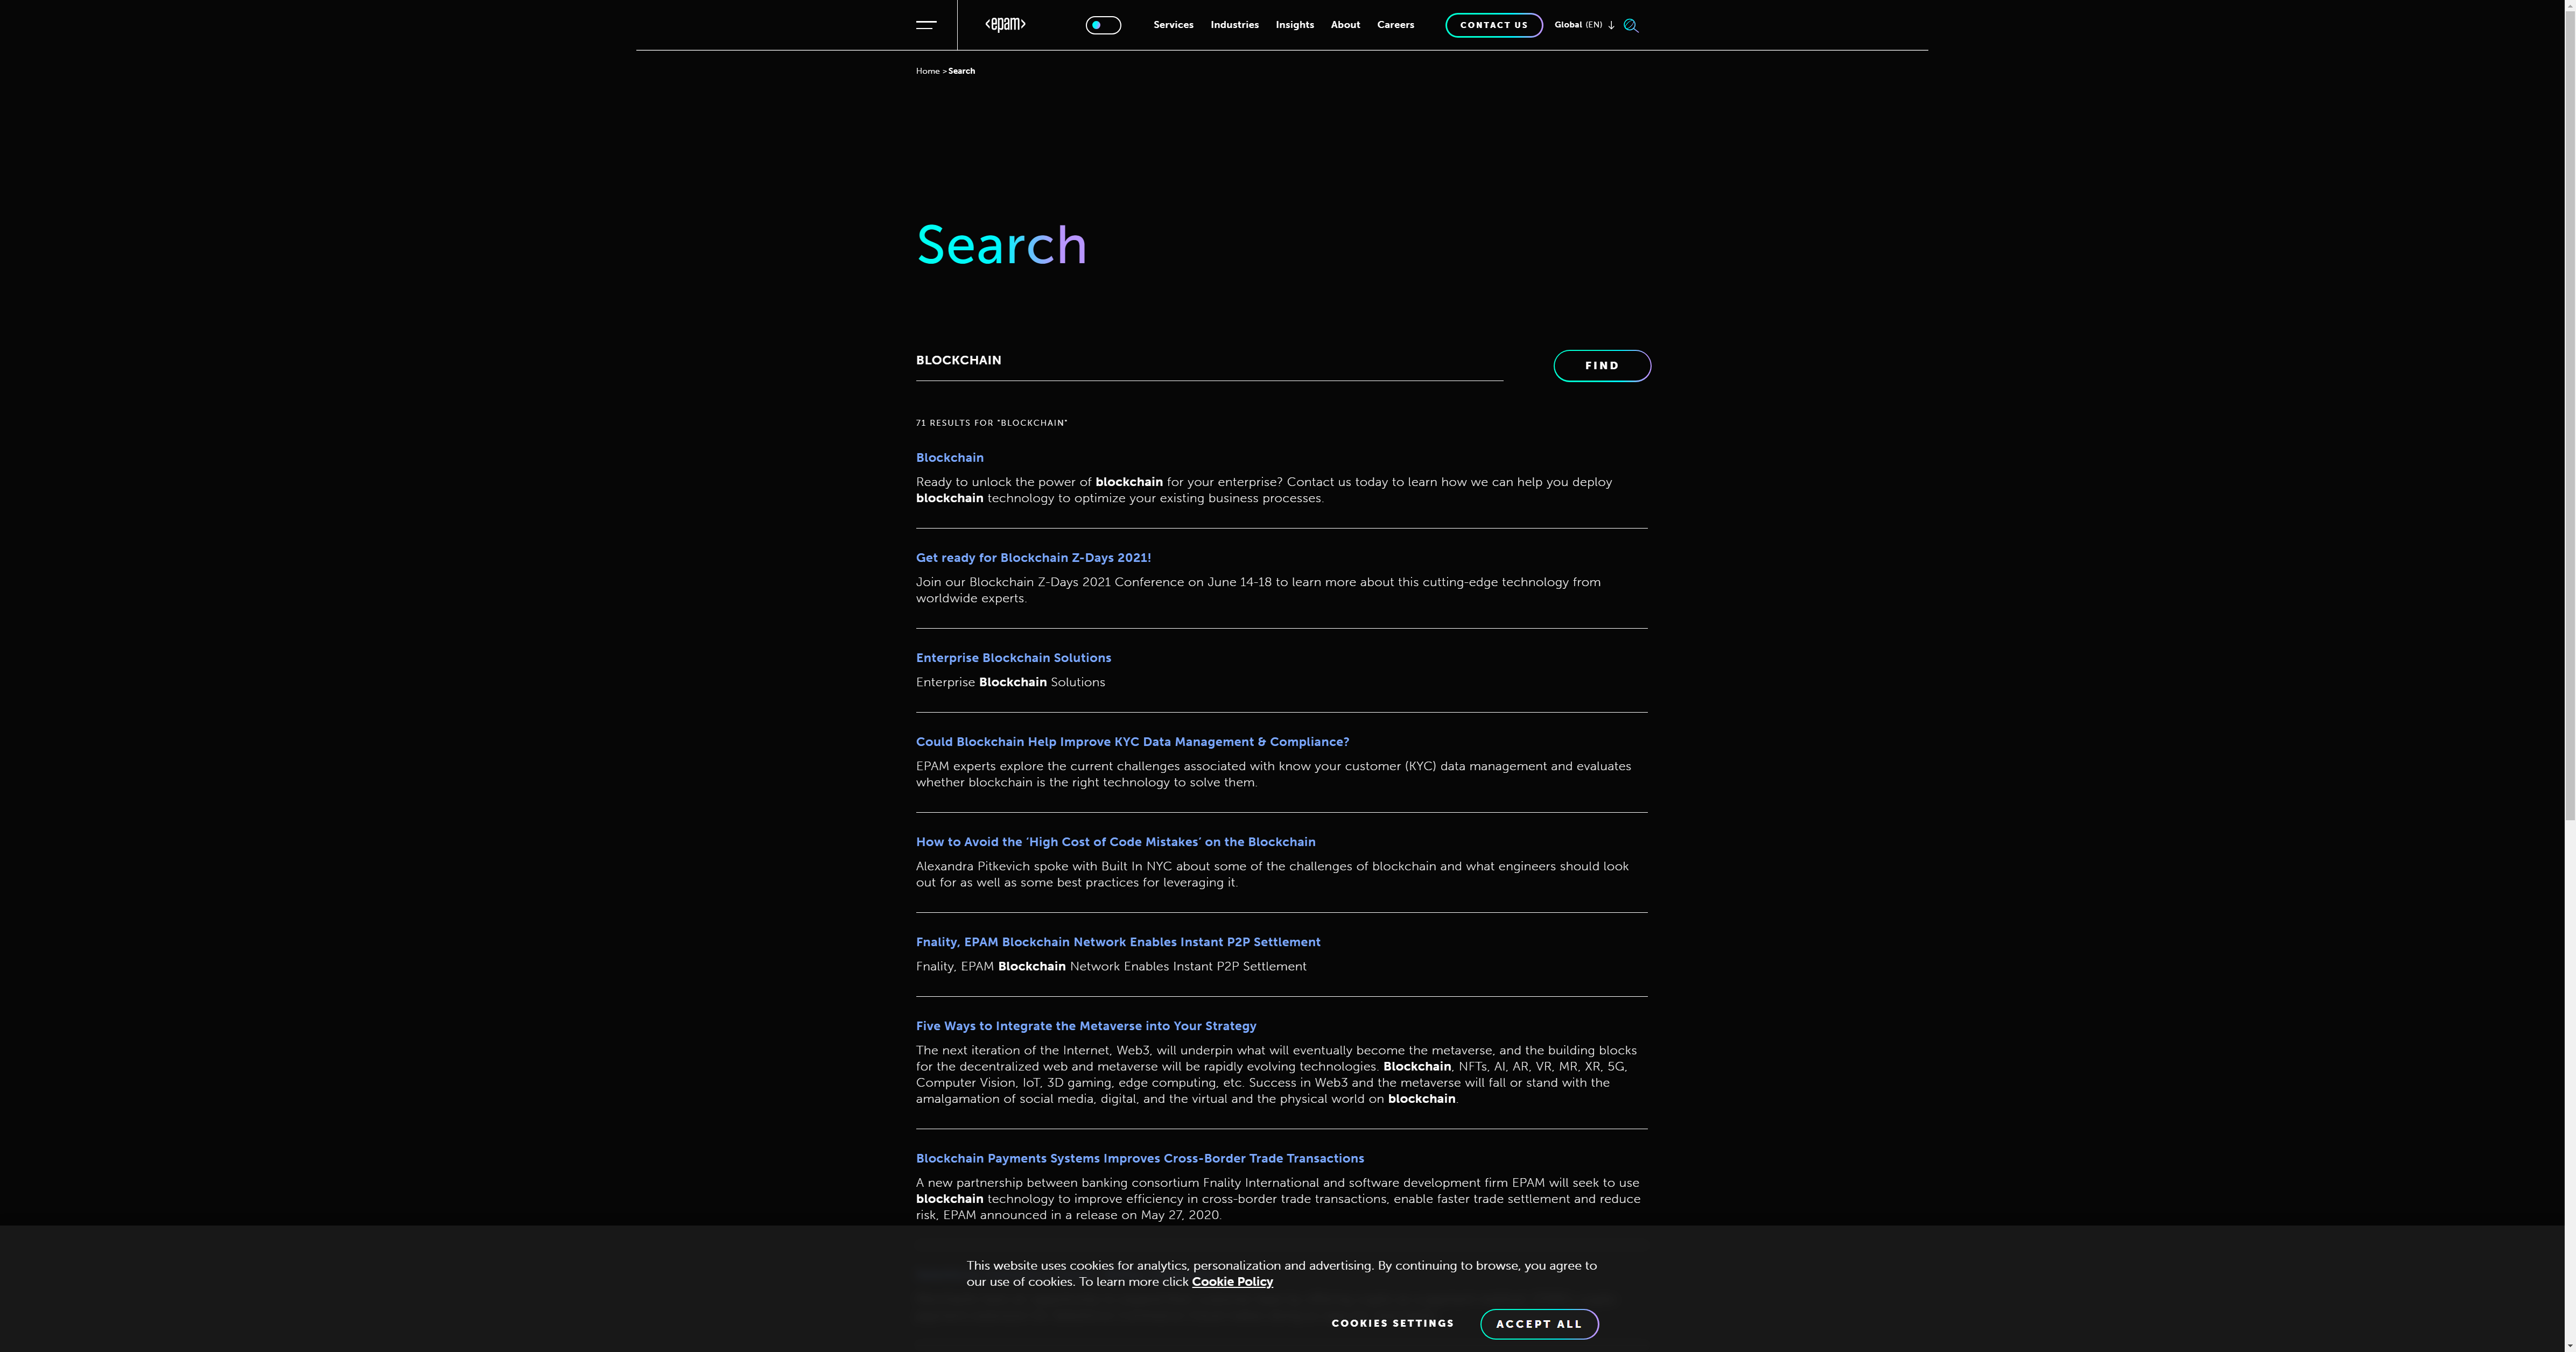 <epam>
Services
Industries
Insights
About
Careers
CONTACT US
Global (EN)
Home > Search
Search
BLOCKCHAIN
FIND
71 RESULTS FOR "BLOCKCHAIN"
Blockchain
Ready to unlock the power of blockchain for your enterprise? Contact us today to learn how we can help you deploy
blockchain technology to optimize your existing business processes.
Get ready for Blockchain Z-Days 2021!
Join our Blockchain Z-Days 2021 Conference on June 14-18 to learn more about this cutting-edge technology from
worldwide experts.
Enterprise Blockchain Solutions
Enterprise Blockchain Solutions
Could Blockchain Help Improve KYC Data Management & Compliance?
EPAM experts explore the current challenges associated with know your customer (KYC) data management and evaluates
whether blockchain is the right technology to solve them.
How to Avoid the ‘High Cost of Code Mistakes’ on the Blockchain
Alexandra Pitkevich spoke with Built In NYC about some of the challenges of blockchain and what engineers should look
out for as well as some best practices for leveraging it.
Fnality, EPAM Blockchain Network Enables Instant P2P Settlement
Fnality, EPAM Blockchain Network Enables Instant P2P Settlement
Five Ways to Integrate the Metaverse into Your Strategy
The next iteration of the Internet, Web3, will underpin what will eventually become the metaverse, and the building blocks
for the decentralized web and metaverse will be rapidly evolving technologies. Blockchain, NFTs, AI, AR, VR, MR, XR, 5G,
Computer Vision, IoT, 3D gaming, edge computing, etc. Success in Web3 and the metaverse will fall or stand with the
amalgamation of social media, digital, and the virtual and the physical world on blockchain.
Blockchain Payments Systems Improves Cross-Border Trade Transactions
A new partnership between banking consortium Fnality International and software development firm EPAM will seek to use
blockchain technology to improve efficiency in cross-border trade transactions, enable faster trade settlement and reduce
risk, EPAM announced in a release on May 27, 2020.
This website uses cookies for analytics, personalization and advertising. By continuing to browse, you agree to
our use of cookies. To learn more click Cookie Policy
COOKIES SETTINGS
ACCEPT ALL